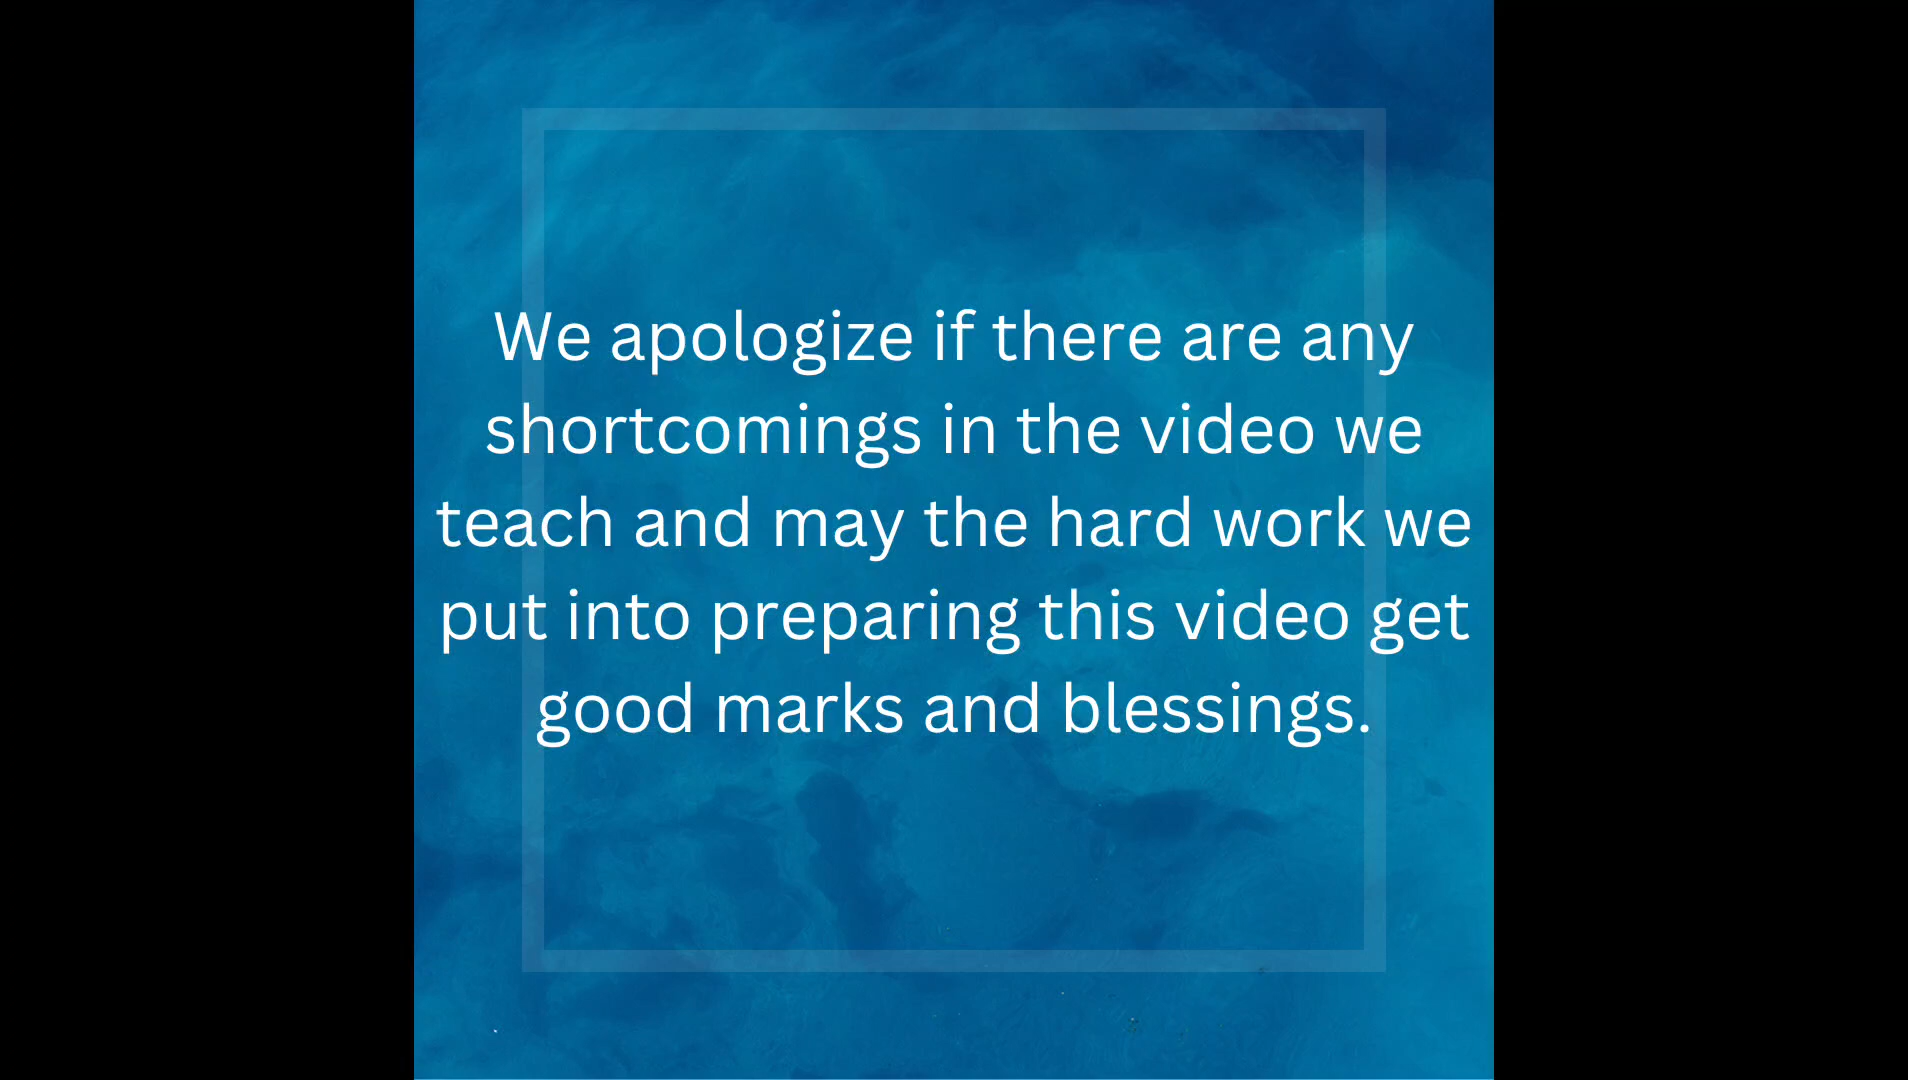 We apologize if there are any
shortcomings in the video we
teach and may the hard work we
put into preparing this video get
good marks and blessings.